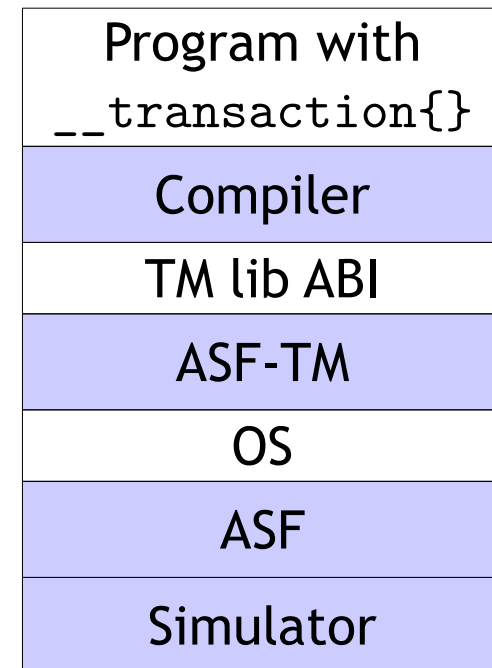 Program with
__transaction{}
Compiler
TM lib ABI
ASF-TM
OS
ASF
Simulator